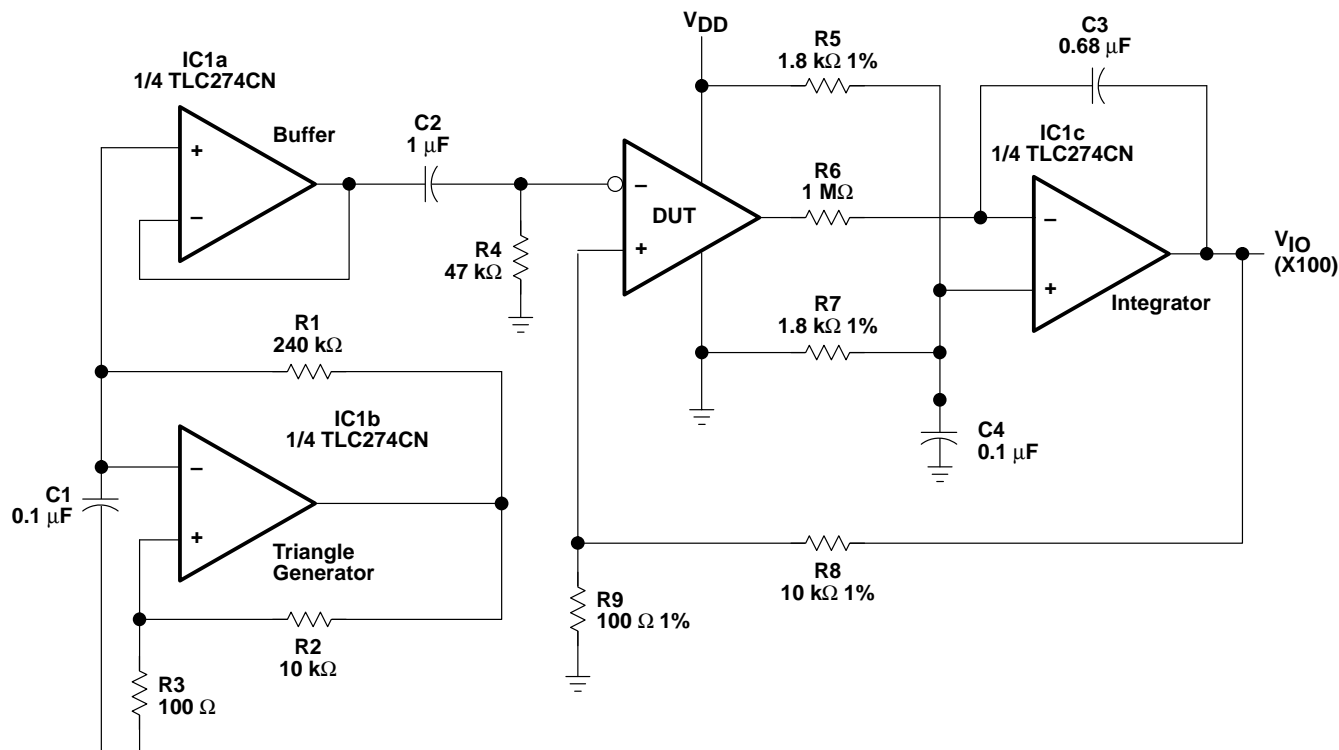 IC1a
1/4 TLC274CN
+
−
Buffer
C2
1 μF
R4
47 kΩ
VDD
R5
1.8 kΩ 1%
C3
0.68 μF
−
DUT
+
R6
1 MΩ
IC1c
1/4 TLC274CN
−
+
Integrator
VIO
(X100)
R7
1.8 kΩ 1%
C4
0.1 μF
R1
240 kΩ
IC1b
1/4 TLC274CN
C1
0.1 μF
−
+
Triangle
Generator
R2
10 kΩ
R3
100 Ω
R8
10 kΩ 1%
R9
100 Ω 1%